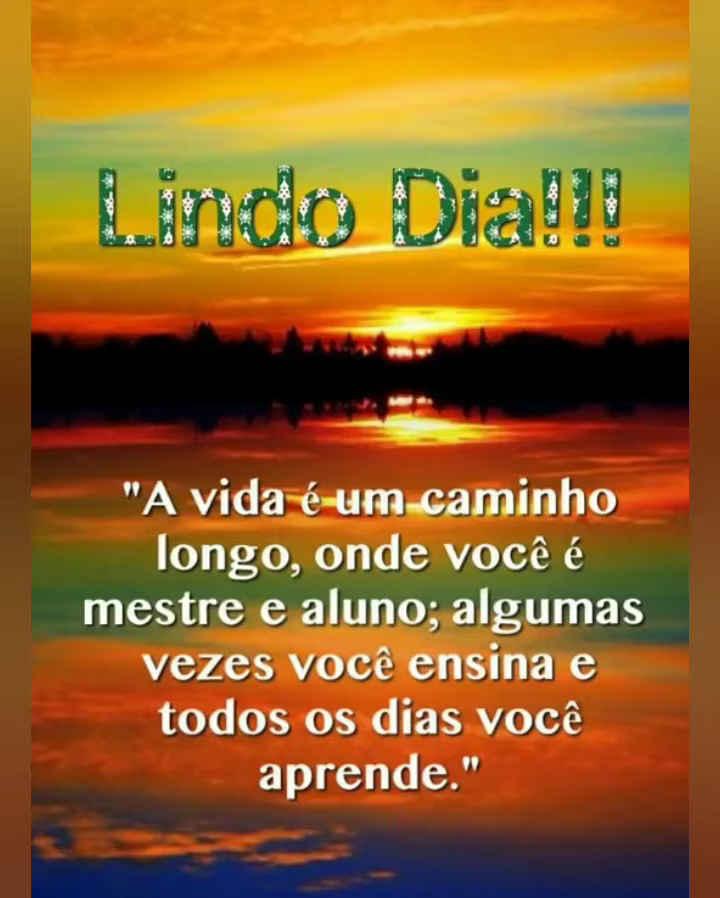 Lindo Dia!!!
"A vida é um caminho
longo, onde você é
mestre e aluno; algumas
vezes você ensina e
todos os dias você
aprende."